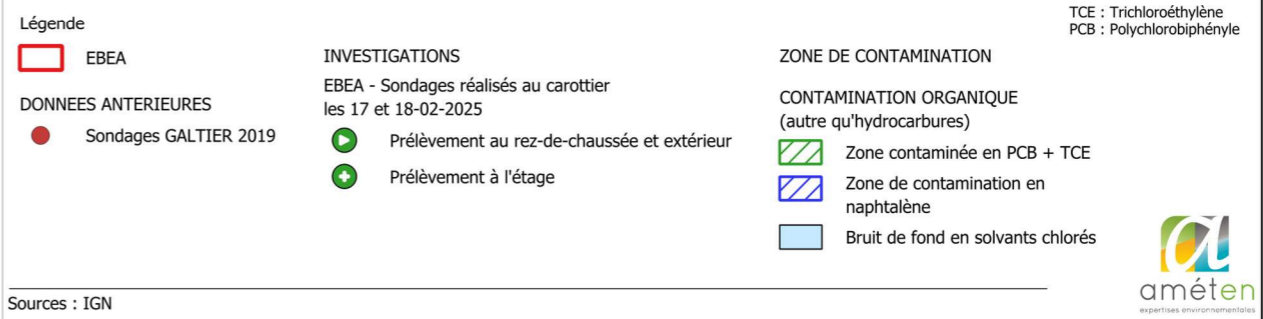 Légende
EBEA
DONNEES ANTERIEURES
Sondages GALTIER 2019
INVESTIGATIONS
EBEA - Sondages réalisés au carottier
les 17 et 18-02-2025
Prélèvement au rez-de-chaussée et extérieur
Prélèvement à l'étage
TCE : Trichloroéthylène
PCB : Polychlorobiphényle
ZONE DE CONTAMINATION
CONTAMINATION ORGANIQUE
(autre qu'hydrocarbures)
Zone contaminée en PCB + TCE
Zone de contamination en
naphtalène
Bruit de fond en solvants chlorés
Sources : IGN
a
améten
expertises environnementales